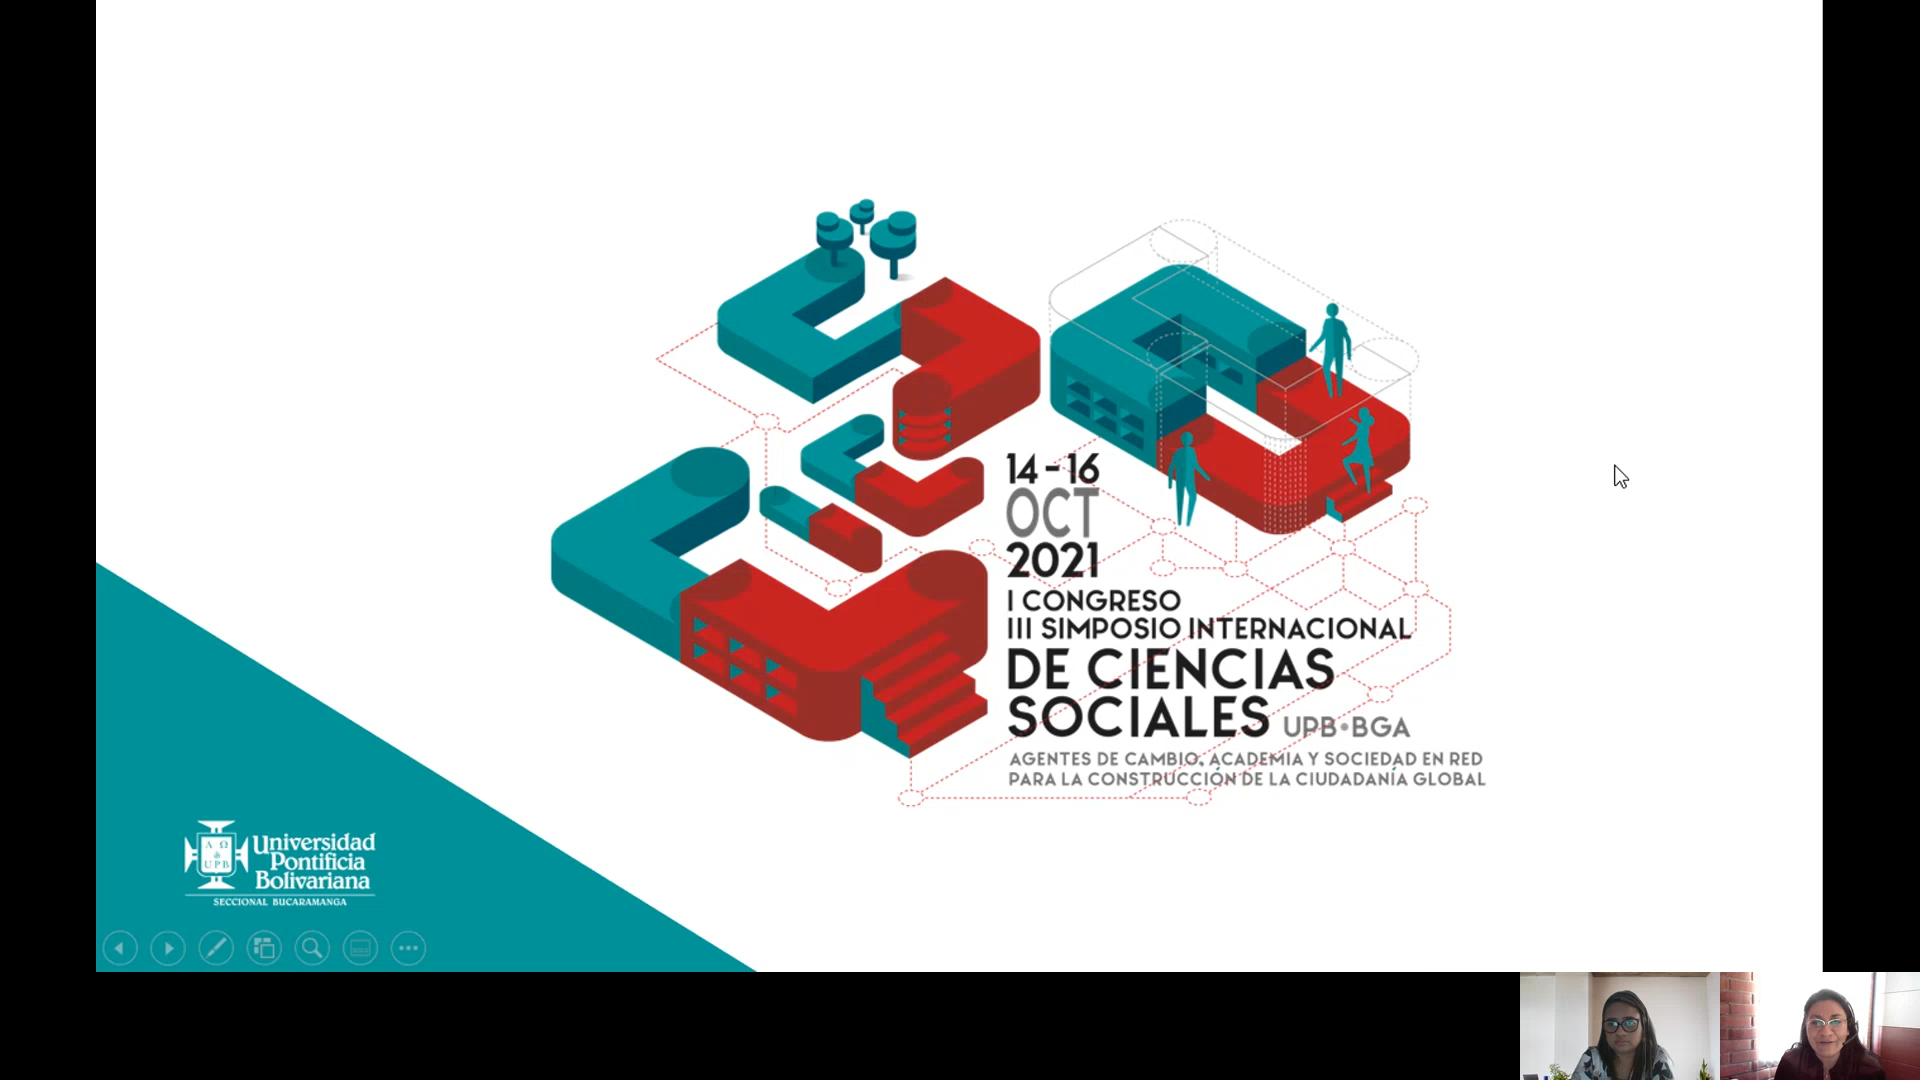 14-16
OCT
2021
I CONGRESO
III SIMPOSIO INTERNACIONAL
DE CIENCIAS
SOCIALES UPB•BGA
AGENTES DE CAMBIO, ACADEMIA Y SOCIEDAD EN RED
PARA LA CONSTRUCCIÓN DE LA CIUDADANÍA GLOBAL
Α Ω
UPB
Universidad
Pontificia
Bolivariana
SECCIONAL BUCARAMANGA